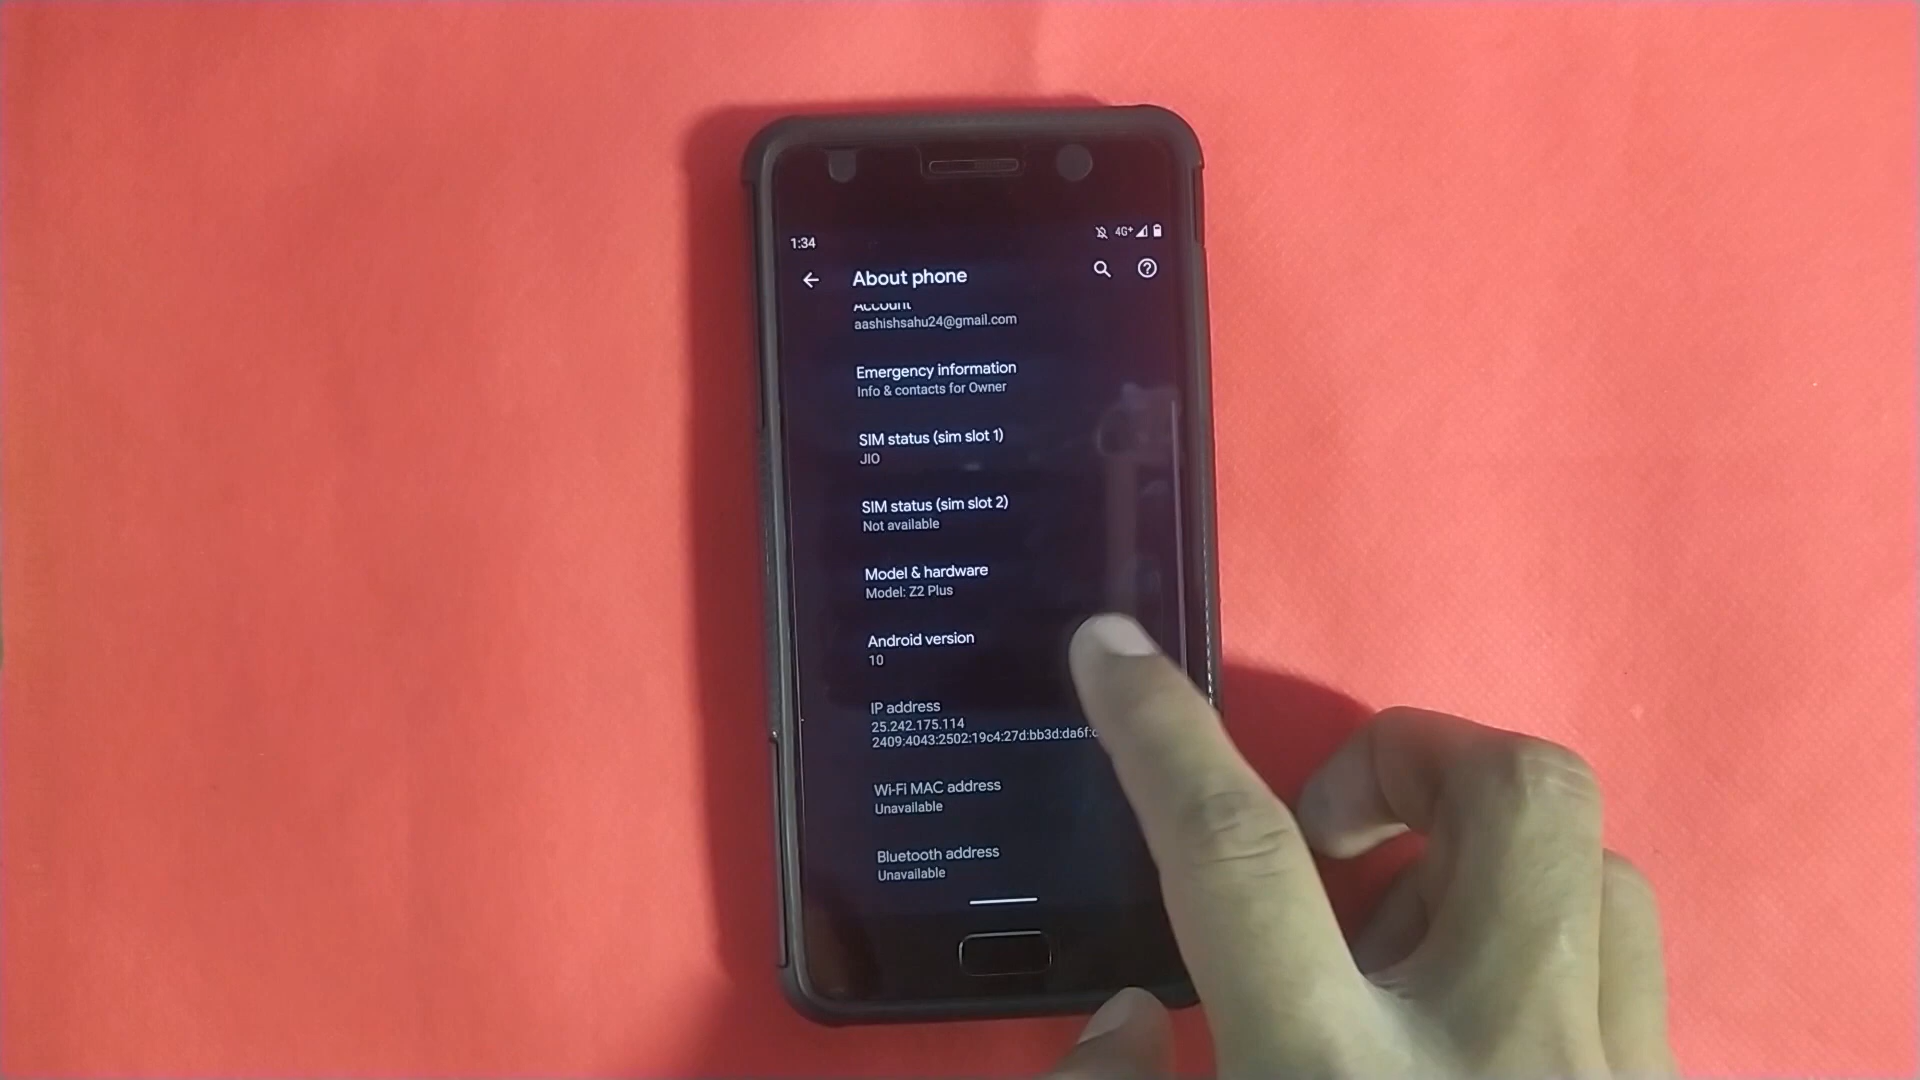 1:34
4G+
About phone
Account
aashishsahu24@gmail.com
Emergency information
Info & contacts for Owner
SIM status (sim slot 1)
JIO
SIM status (sim slot 2)
Not available
Model & hardware
Model: Z2 Plus
Android version
10
IP address
25.242.175.114
2409:4043:2502:19c4:27d:bb3d:da6f:
Wi-Fi MAC address
Unavailable
Bluetooth address
Unavailable